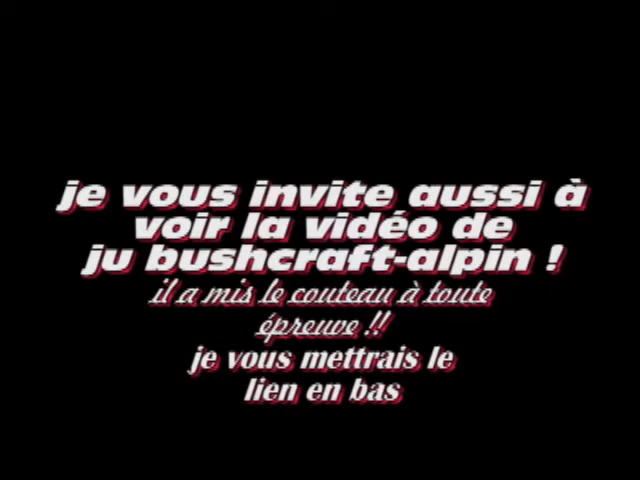 je vous invite aussi à
voir la vidéo de
ju bushcraft-alpin !
il a mis le couteau à toute
épreuve !!
je vous mettrais le
lien en bas